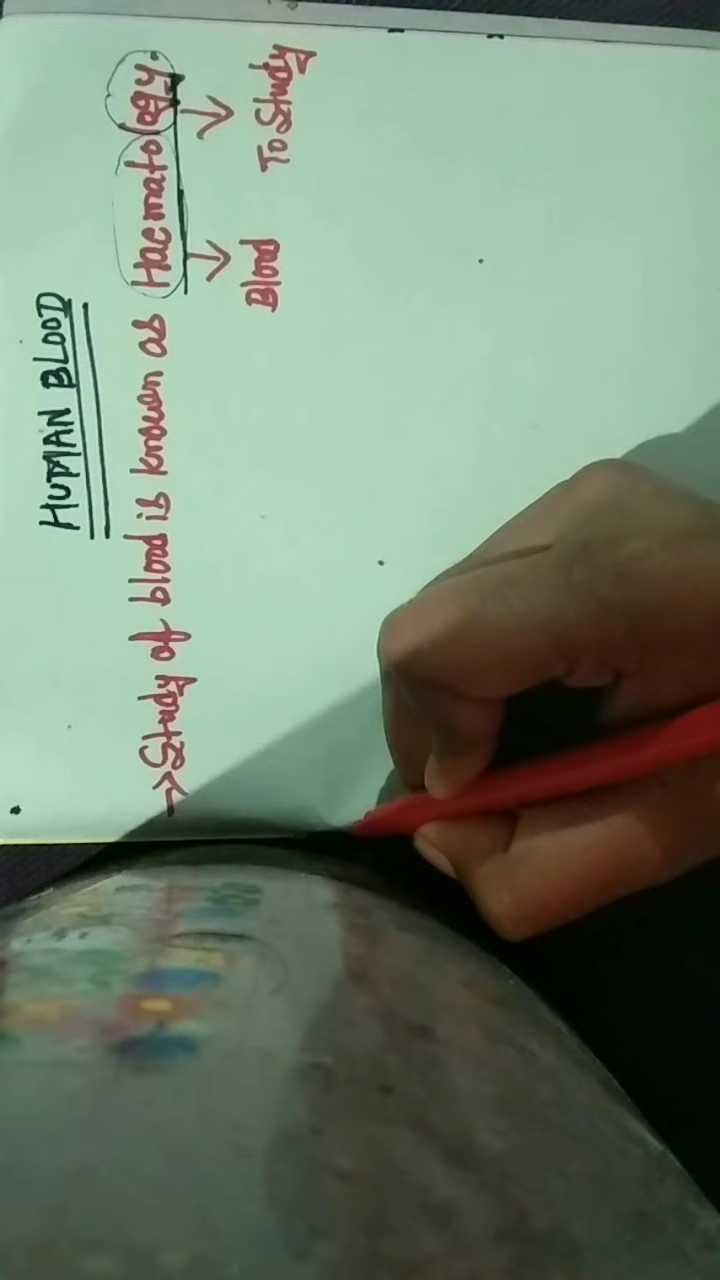 HUMAN BLOOD
→ Study of blood is known as Haematology.
Blood To Study